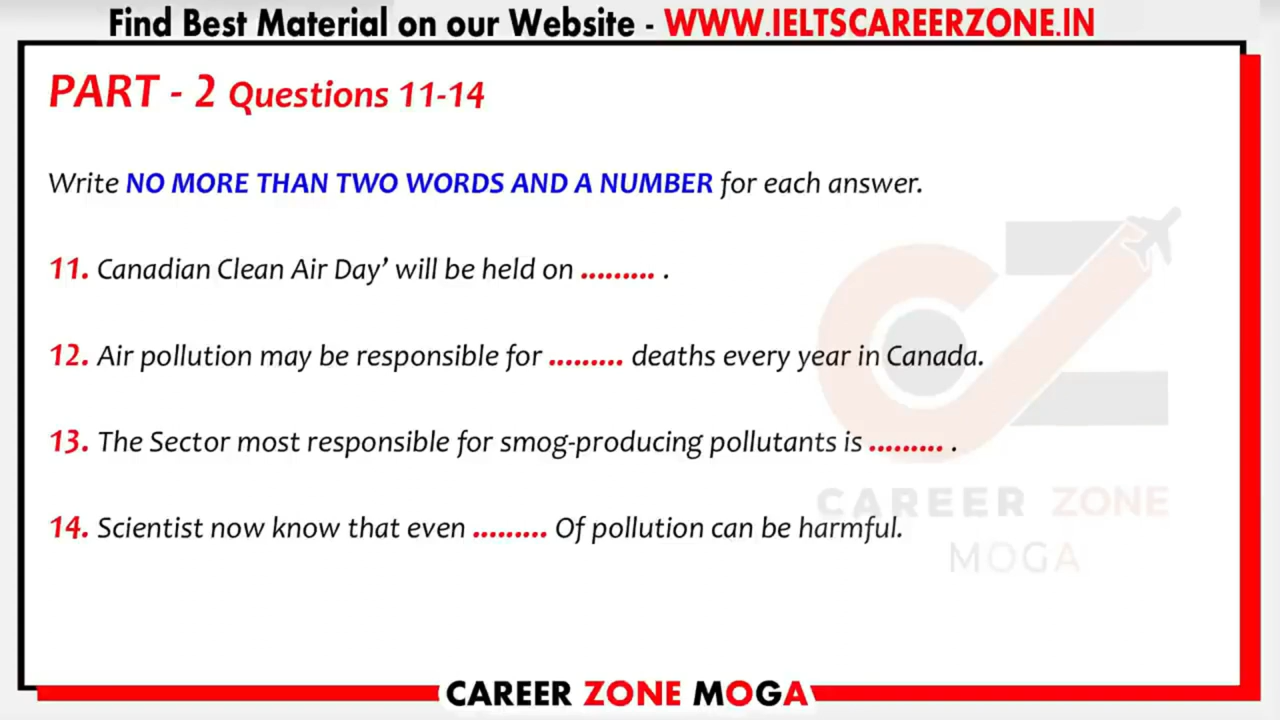 Find Best Material on our Website - WWW.IELTSCAREERZONE.IN
PART - 2 Questions 11-14
Write NO MORE THAN TWO WORDS AND A NUMBER for each answer.
11. Canadian Clean Air Day’ will be held on ......... .
12. Air pollution may be responsible for ......... deaths every year in Canada.
13. The Sector most responsible for smog-producing pollutants is ......... .
CAREER ZONE
14. Scientist now know that even ......... Of pollution can be harmful.
MOGA
CAREER ZONE MOGA